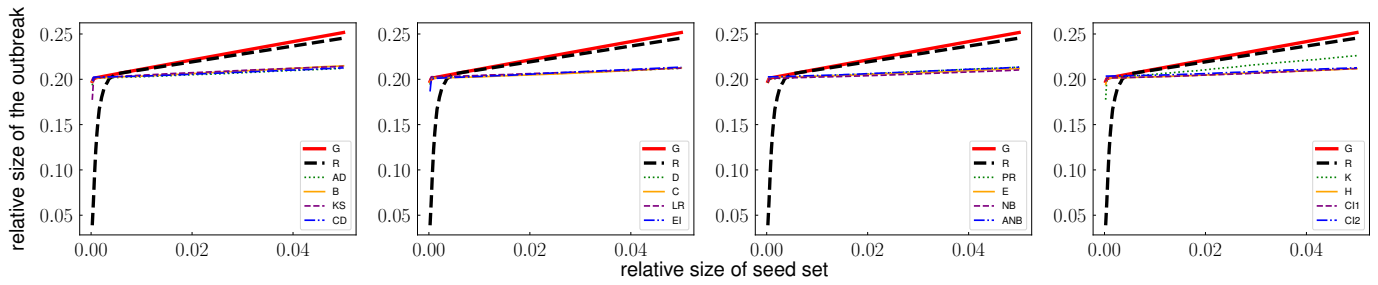 relative size of the outbreak
0.25
0.20
0.15
0.10
0.05
0.00
0.02
0.04
G
R
AD
B
KS
CD
0.25
0.20
0.15
0.10
0.05
0.00
0.02
0.04
G
R
D
C
LR
EI
0.25
0.20
0.15
0.10
0.05
0.00
0.02
0.04
G
R
PR
E
NB
ANB
0.25
0.20
0.15
0.10
0.05
0.00
0.02
0.04
G
R
K
H
CI1
CI2
relative size of seed set